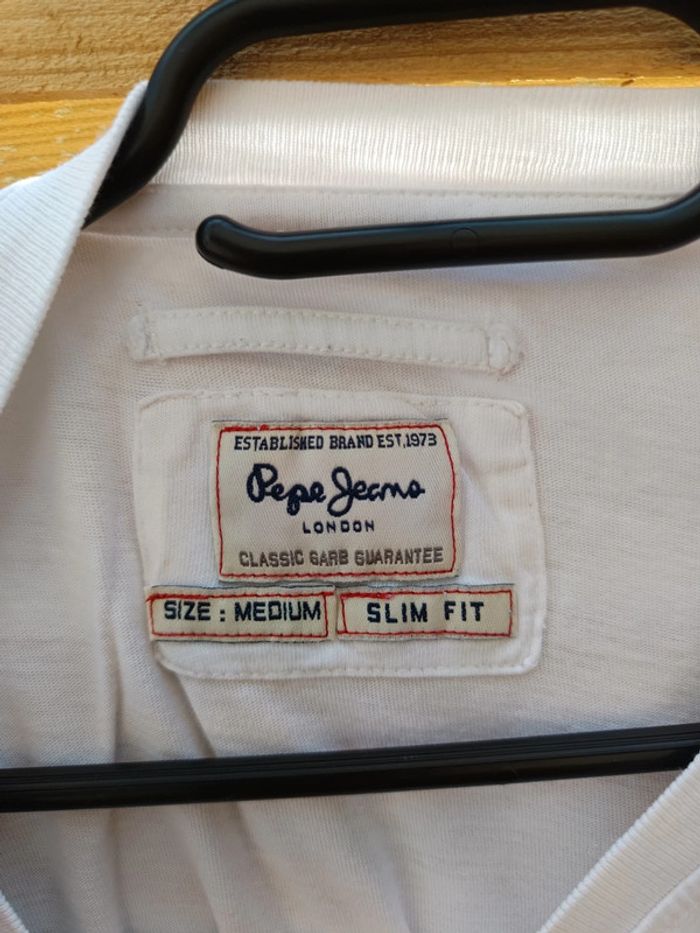 ESTABLISHED BRAND EST.1973
Pepe Jeans
LONDON
CLASSIC GARB GUARANTEE
SIZE : MEDIUM
SLIM FIT